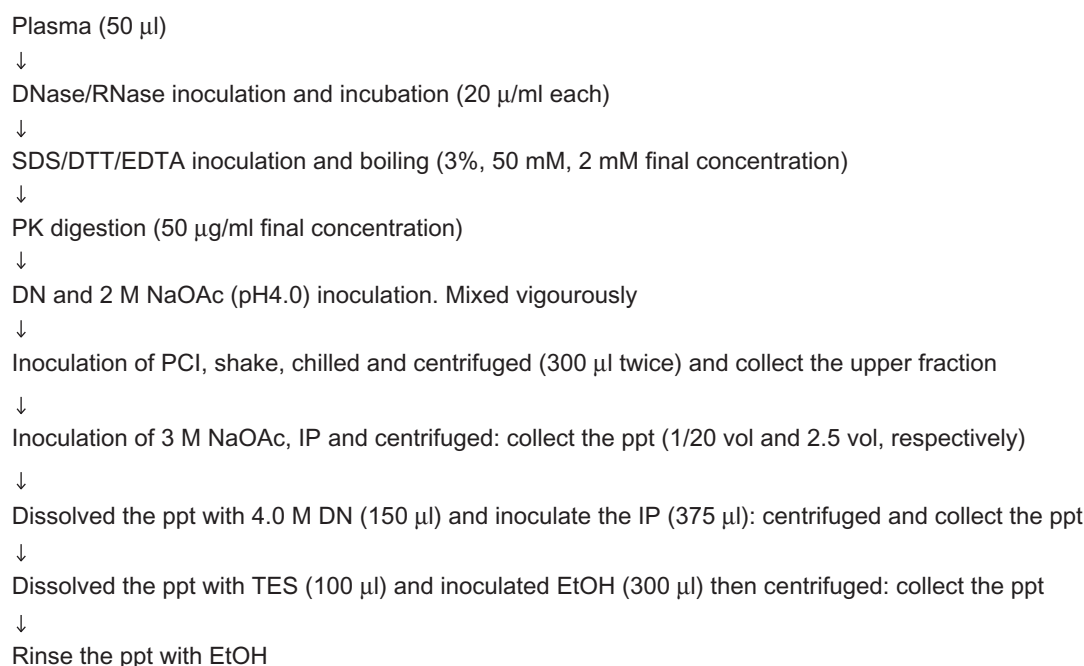 Plasma (50 μl)
↓
DNase/RNase inoculation and incubation (20 μ/ml each)
↓
SDS/DTT/EDTA inoculation and boiling (3%, 50 mM, 2 mM final concentration)
↓
PK digestion (50 μg/ml final concentration)
↓
DN and 2 M NaOAc (pH4.0) inoculation. Mixed vigourously
↓
Inoculation of PCI, shake, chilled and centrifuged (300 μl twice) and collect the upper fraction
↓
Inoculation of 3 M NaOAc, IP and centrifuged: collect the ppt (1/20 vol and 2.5 vol, respectively)
↓
Dissolved the ppt with 4.0 M DN (150 μl) and inoculate the IP (375 μl): centrifuged and collect the ppt
↓
Dissolved the ppt with TES (100 μl) and inoculated EtOH (300 μl) then centrifuged: collect the ppt
↓
Rinse the ppt with EtOH